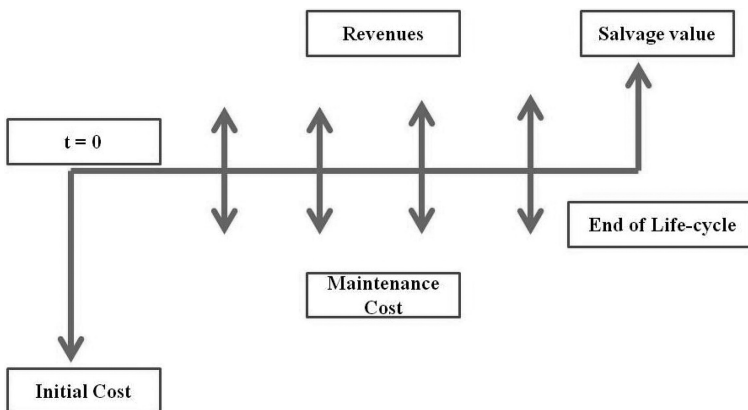 Revenues
Salvage value
t = 0
End of Life-cycle
Maintenance
Cost
Initial Cost